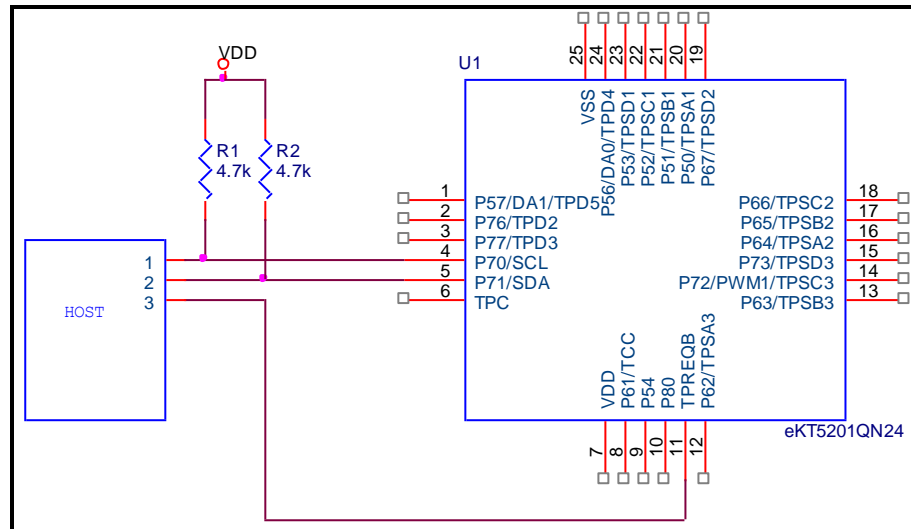 VDD
R1
4.7k
R2
4.7k
HOST
1
2
3
U1
25 24 23 22 21 20 19
VSS
P56/DA0/TPD4
P53/TPSD1
P52/TPSC1
P51/TPSB1
P50/TPSA1
P67/TPSD2
1 P57/DA1/TPD5
2 P76/TPD2
3 P77/TPD3
4 P70/SCL
5 P71/SDA
6 TPC
P66/TPSC2 18
P65/TPSB2 17
P64/TPSA2 16
P73/TPSD3 15
P72/PWM1/TPSC3 14
P63/TPSB3 13
VDD
P61/TCC
P54
P80
TPREQB
P62/TPSA3
7 8 9 10 11 12
eKT5201QN24